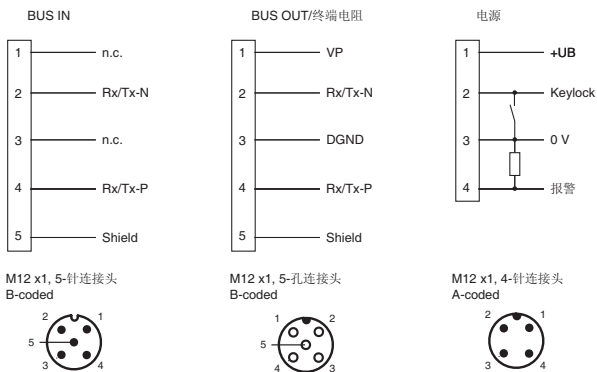 BUS IN
1 n.c.
2 Rx/Tx-N
3 n.c.
4 Rx/Tx-P
5 Shield
M12 x1, 5-针连接头
B-coded
2 1
5
3 4
BUS OUT/终端电阻
1 VP
2 Rx/Tx-N
3 DGND
4 Rx/Tx-P
5 Shield
M12 x1, 5-孔连接头
B-coded
1 2
5
4 3
电源
1 +UB
2 Keylock
3 0 V
4 报警
M12 x1, 4-针连接头
A-coded
2 1
3 4